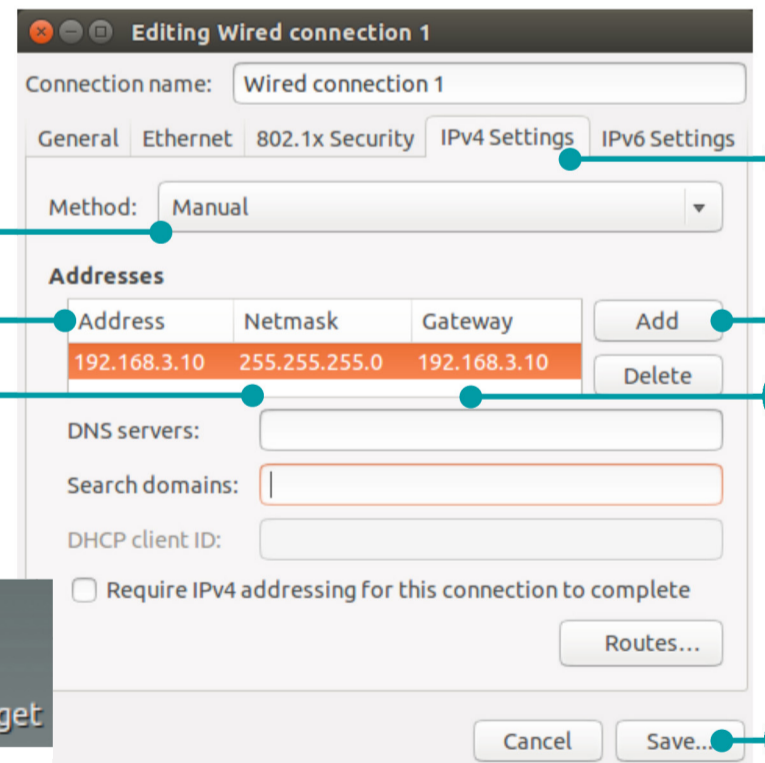 Editing Wired connection 1
Connection name: Wired connection 1
General Ethernet 802.1x Security IPv4 Settings IPv6 Settings
Method: Manual
Addresses
Address Netmask Gateway Add
192.168.3.10 255.255.255.0 192.168.3.10
Delete
DNS servers:
Search domains:
DHCP client ID:
Require IPv4 addressing for this connection to complete
Routes...
get
Cancel Save...